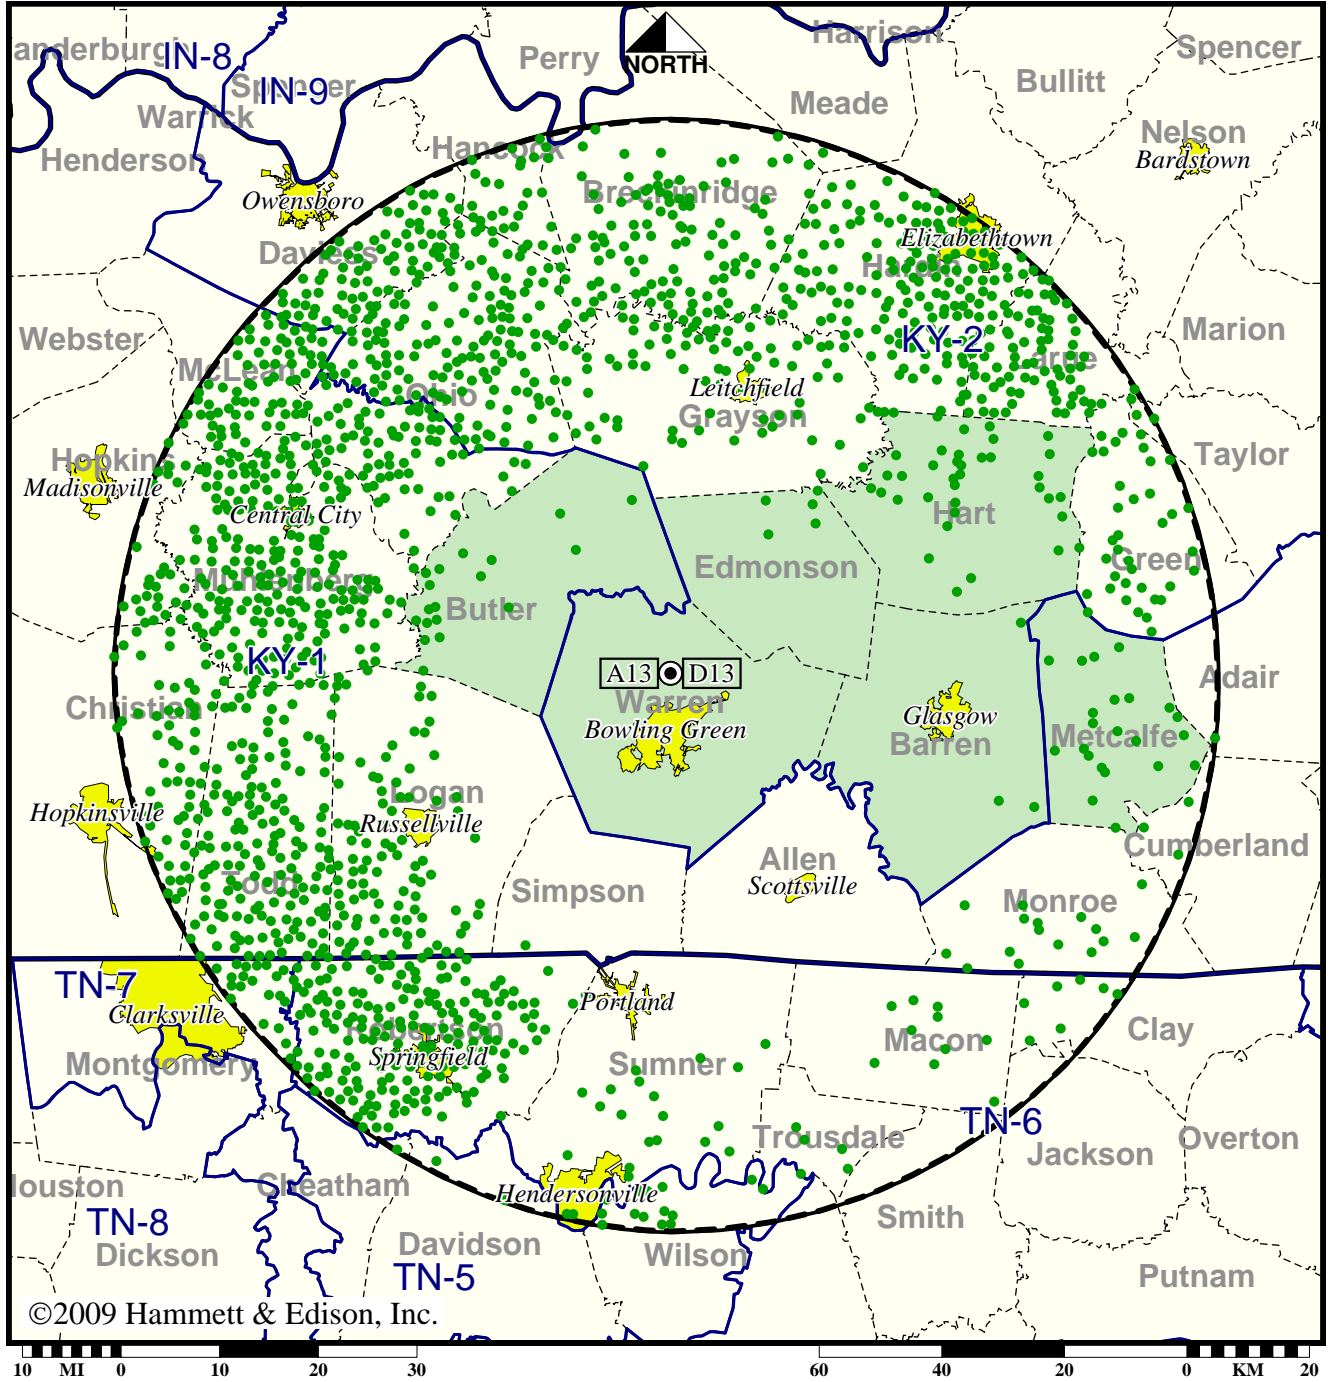 Harrison
Spencer
anderburgh
IN-8
Perry
NORTH
Bullitt
Spencer
IN-9
Meade
Warrick
Nelson
Bardstown
Hancock
Henderson
Breckinridge
Owensboro
Elizabethtown
Daviess
Hardin
Webster
KY-2
Marion
McLean
Larue
Ohio
Leitchfield
Grayson
Hopkins
Taylor
Madisonville
Central City
Hart
Edmonson
Green
Muhlenberg
Butler
KY-1
A13
D13
Adair
Christian
Warren
Glasgow
Bowling Green
Barren
Metcalfe
Logan
Hopkinsville
Russellville
Allen
Cumberland
Todd
Scottsville
Simpson
Monroe
TN-7
Portland
Clarksville
Robertson
Macon
Clay
Springfield
Montgomery
Sumner
TN-6
Trousdale
Overton
Jackson
ouston
Cheatham
Hendersonville
TN-8
Smith
Dickson
Davidson
Wilson
TN-5
Putnam
©2009 Hammett & Edison, Inc.
10 MI 0 10 20 30
60 40 20 0 KM 20